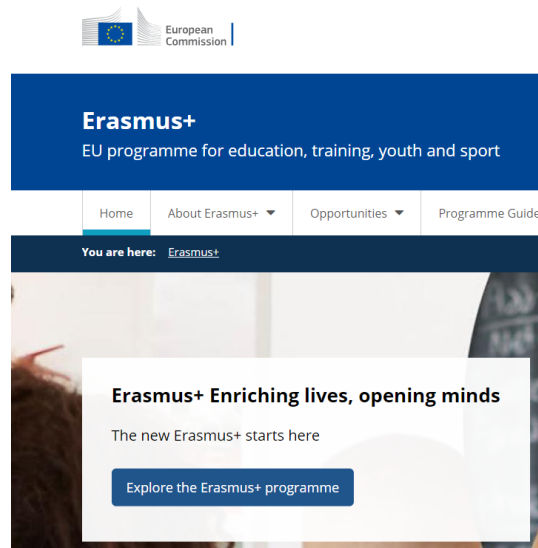 European
Commission
Erasmus+
EU programme for education, training, youth and sport
Home About Erasmus+ Opportunities Programme Guide
You are here: Erasmus+
Erasmus+ Enriching lives, opening minds
The new Erasmus+ starts here
Explore the Erasmus+ programme